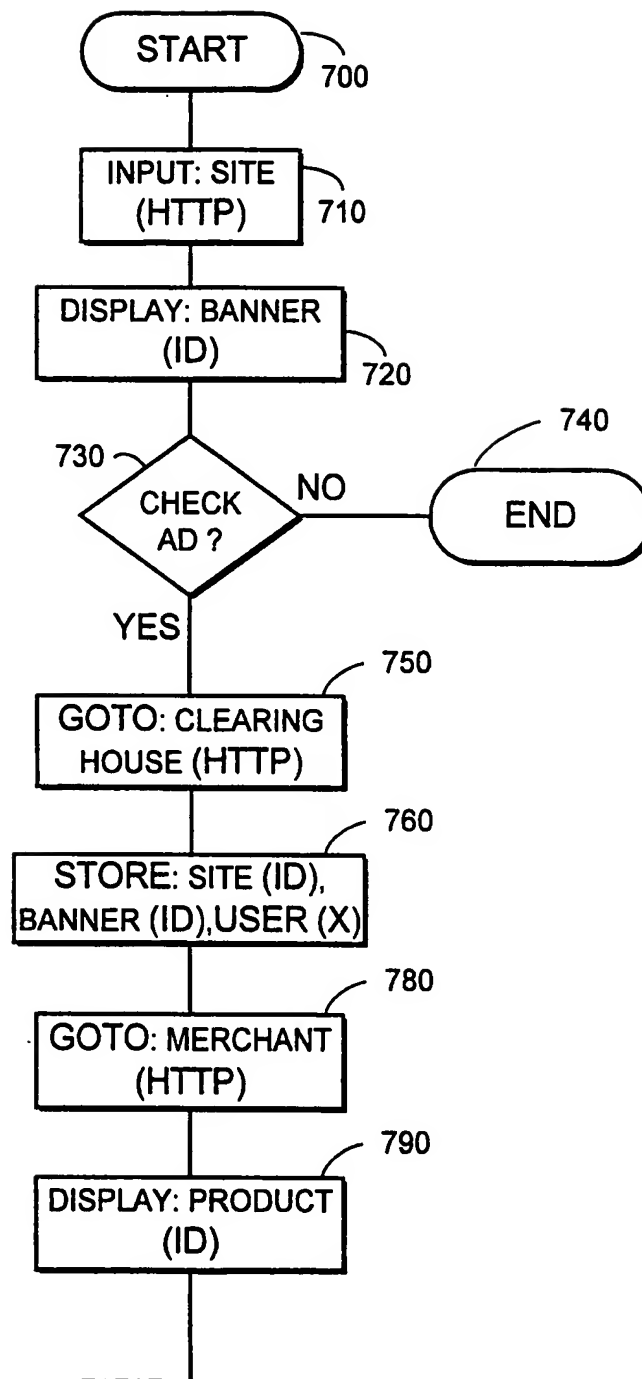 START
700
INPUT: SITE
(HTTP)
710
DISPLAY: BANNER
(ID)
720
730
CHECK
AD ?
NO
740
END
YES
750
GOTO: CLEARING
HOUSE (HTTP)
760
STORE: SITE (ID),
BANNER (ID),USER (X)
780
GOTO: MERCHANT
(HTTP)
790
DISPLAY: PRODUCT
(ID)